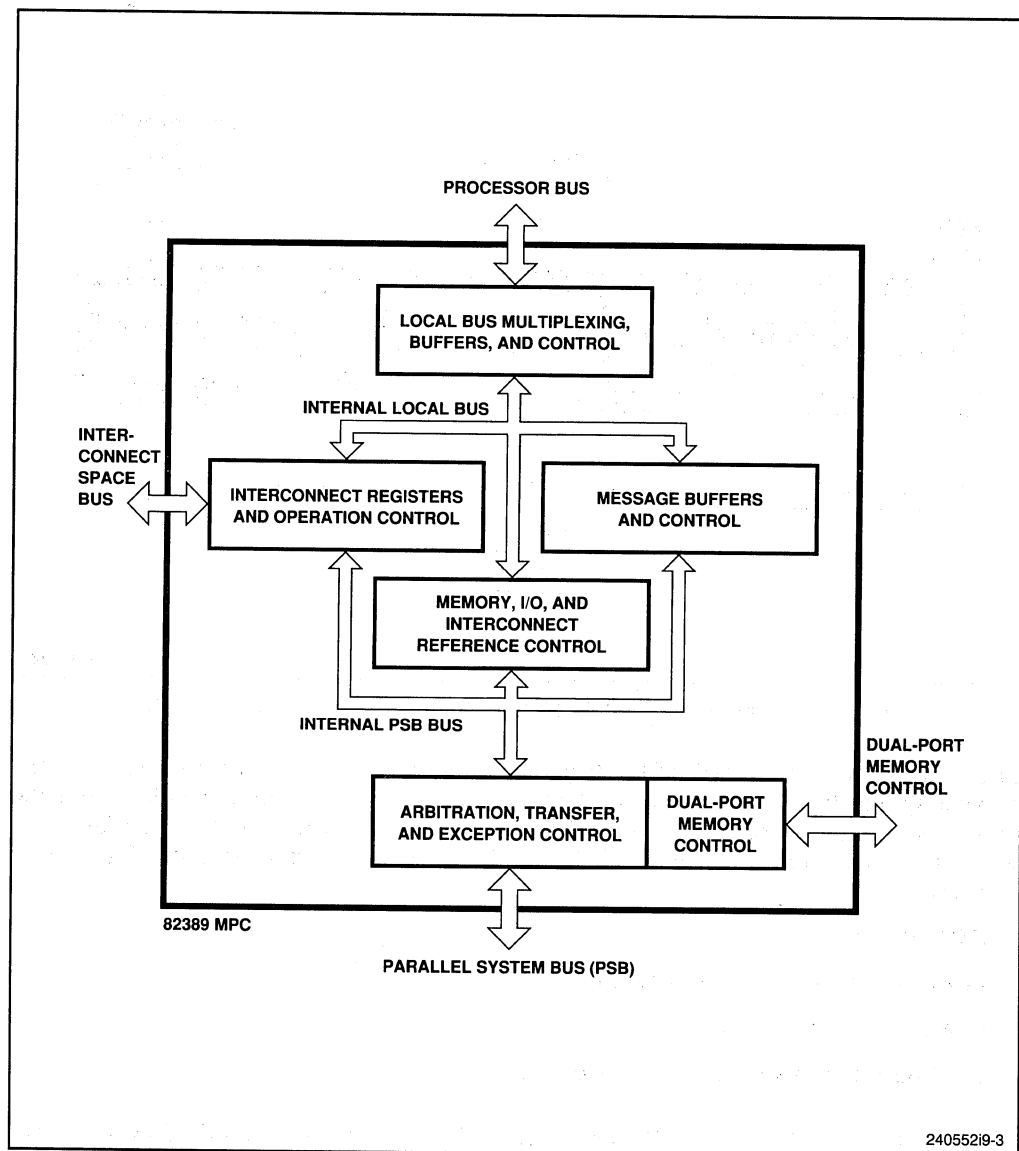 PROCESSOR BUS
LOCAL BUS MULTIPLEXING,
BUFFERS, AND CONTROL
INTERNAL LOCAL BUS
INTER-
CONNECT
SPACE
BUS
INTERCONNECT REGISTERS
AND OPERATION CONTROL
MESSAGE BUFFERS
AND CONTROL
MEMORY, I/O, AND
INTERCONNECT
REFERENCE CONTROL
INTERNAL PSB BUS
DUAL-PORT
MEMORY
CONTROL
ARBITRATION, TRANSFER,
AND EXCEPTION CONTROL
DUAL-PORT
MEMORY
CONTROL
82389 MPC
PARALLEL SYSTEM BUS (PSB)
240552i9-3